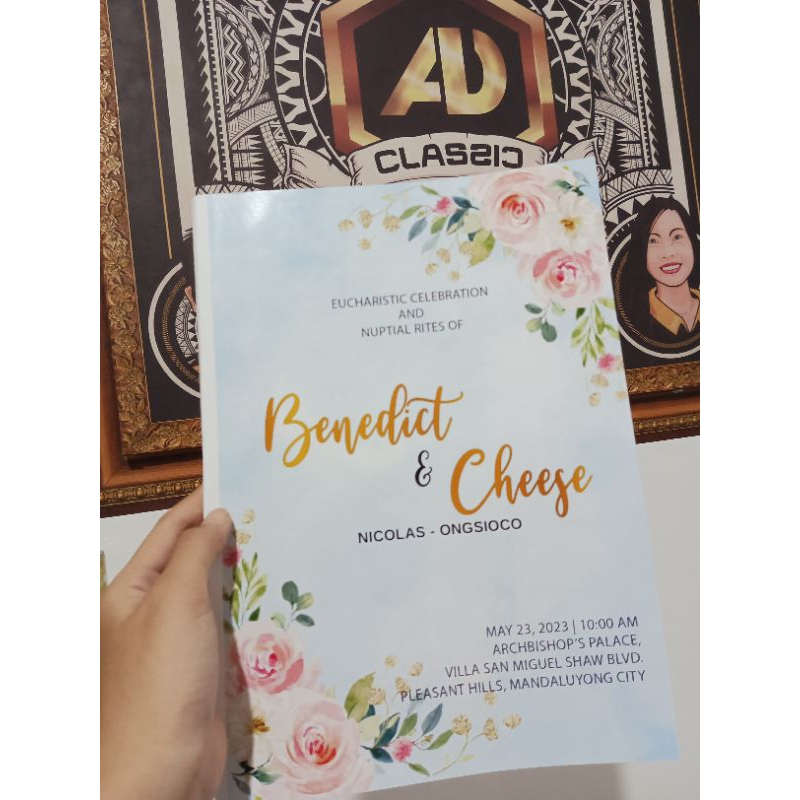 AD
CLASSIC
EUCHARISTIC CELEBRATION
AND
NUPTIAL RITES OF
Benedict
&
Cheese
NICOLAS - ONGSIOCO
MAY 23, 2023 | 10:00 AM
ARCHBISHOP'S PALACE,
VILLA SAN MIGUEL SHAW BLVD.
PLEASANT HILLS, MANDALUYONG CITY